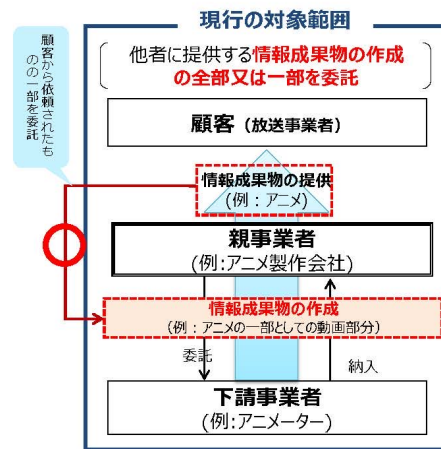 現行の対象範囲
他者に提供する情報成果物の作成
の全部又は一部を委託
顧客から依頼されたも
のの一部を委託
顧客（放送事業者）
情報成果物の提供
(例：アニメ)
親事業者
(例:アニメ製作会社)
情報成果物の作成
(例：アニメの一部としての動画部分)
委託
納入
下請事業者
(例:アニメーター)